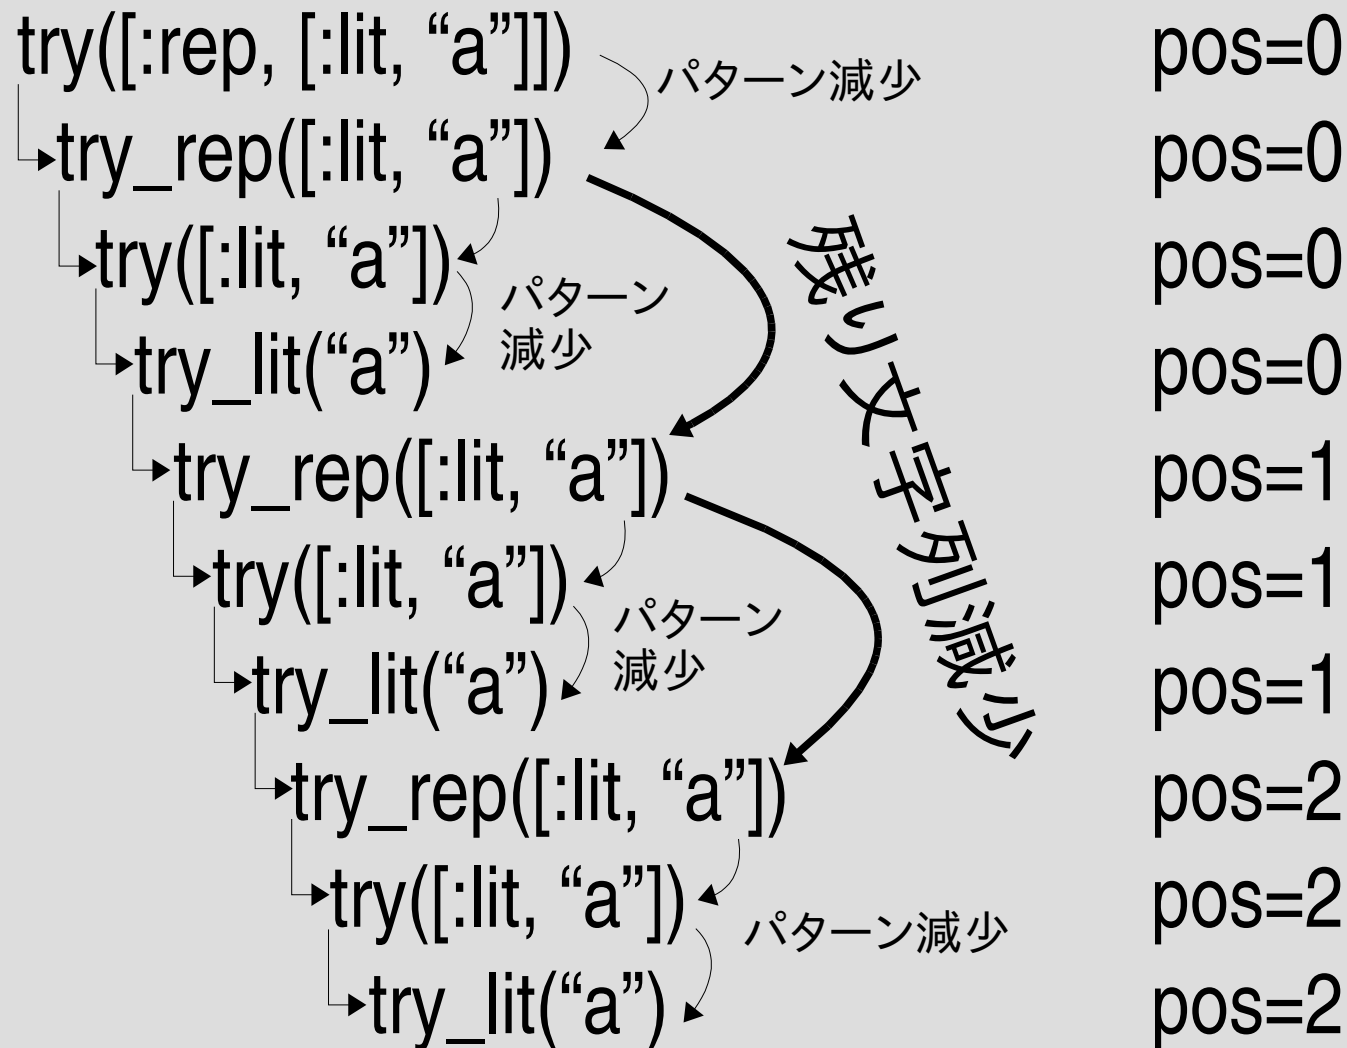 try([:rep, [:lit, “a”]]) pos=0
パターン減少
try_rep([:lit, “a”]) pos=0
try([:lit, “a”]) pos=0
パターン
減少
try_lit(“a”) pos=0
残り文字列減少
try_rep([:lit, “a”]) pos=1
try([:lit, “a”]) pos=1
パターン
減少
try_lit(“a”) pos=1
try_rep([:lit, “a”]) pos=2
try([:lit, “a”]) pos=2
パターン減少
try_lit(“a”) pos=2